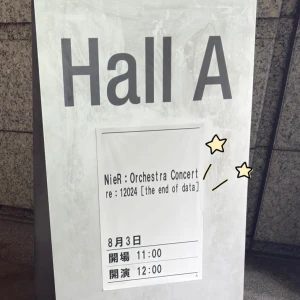 Hall A
NieR：Orchestra Concert
re：12024［the end of data］
8月3日
開場 11:00
開演 12:00